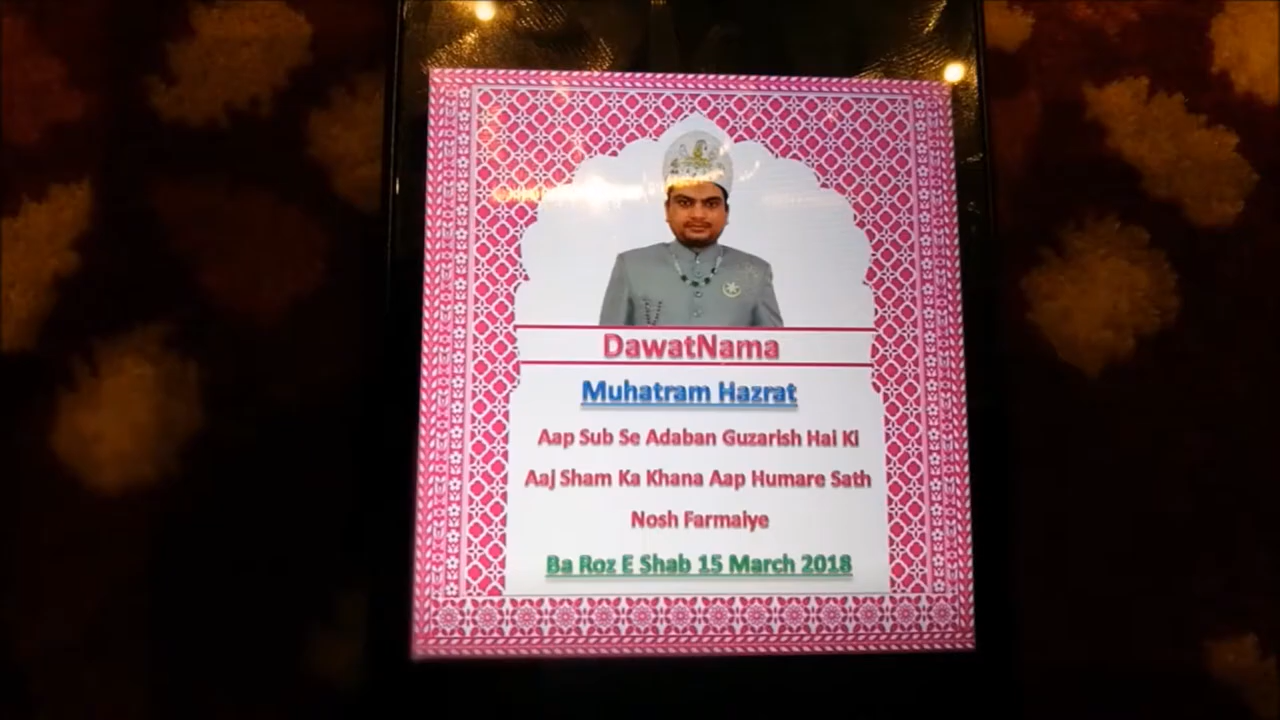 DawatNama
Muhatram Hazrat
Aap Sub Se Adaban Guzarish Hai Ki
Aaj Sham Ka Khana Aap Humare Sath
Nosh Farmaiye
Ba Roz E Shab 15 March 2018